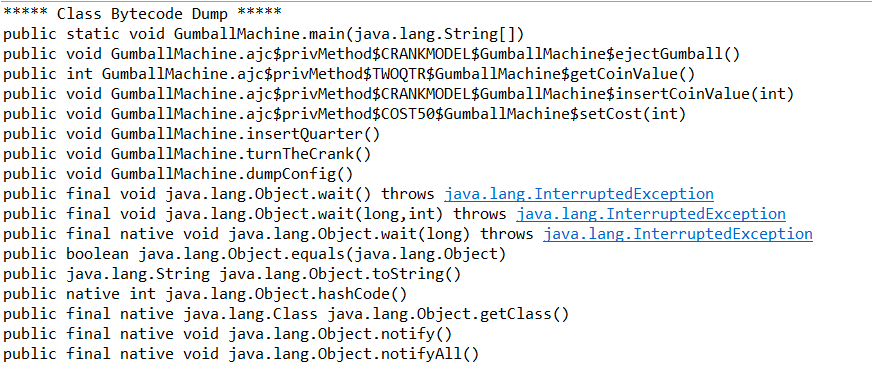 ***** Class Bytecode Dump *****
public static void GumballMachine.main(java.lang.String[])
public void GumballMachine.ajc$privMethod$CRANKMODEL$GumballMachine$ejectGumball()
public int GumballMachine.ajc$privMethod$TWOQTR$GumballMachine$getCoinValue()
public void GumballMachine.ajc$privMethod$CRANKMODEL$GumballMachine$insertCoinValue(int)
public void GumballMachine.ajc$privMethod$COST50$GumballMachine$setCost(int)
public void GumballMachine.insertQuarter()
public void GumballMachine.turnTheCrank()
public void GumballMachine.dumpConfig()
public final void java.lang.Object.wait() throws java.lang.InterruptedException
public final void java.lang.Object.wait(long,int) throws java.lang.InterruptedException
public final native void java.lang.Object.wait(long) throws java.lang.InterruptedException
public boolean java.lang.Object.equals(java.lang.Object)
public java.lang.String java.lang.Object.toString()
public native int java.lang.Object.hashCode()
public final native java.lang.Class java.lang.Object.getClass()
public final native void java.lang.Object.notify()
public final native void java.lang.Object.notifyAll()